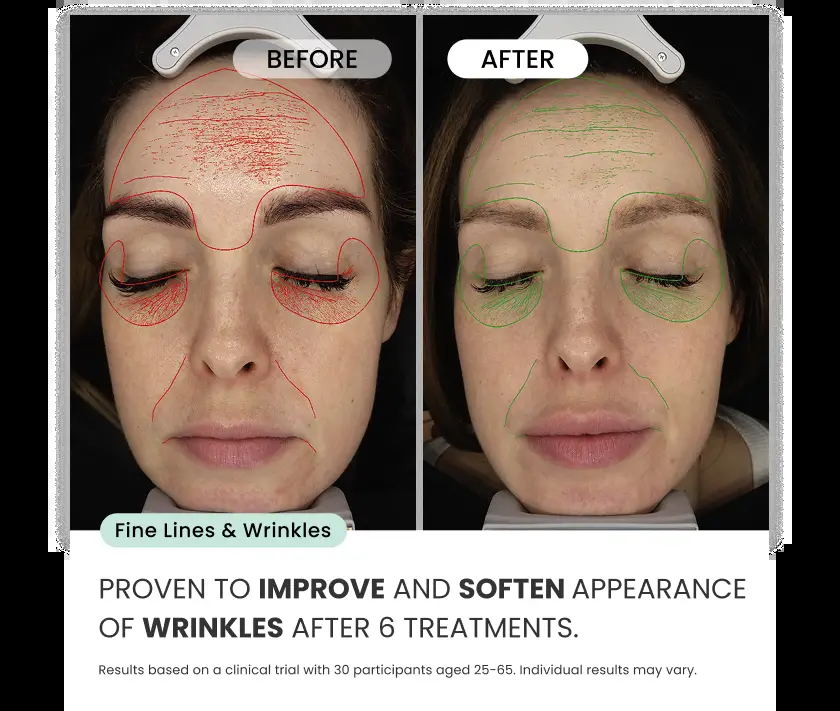 BEFORE
AFTER
Fine Lines & Wrinkles
PROVEN TO IMPROVE AND SOFTEN APPEARANCE
OF WRINKLES AFTER 6 TREATMENTS.
Results based on a clinical trial with 30 participants aged 25-65. Individual results may vary.